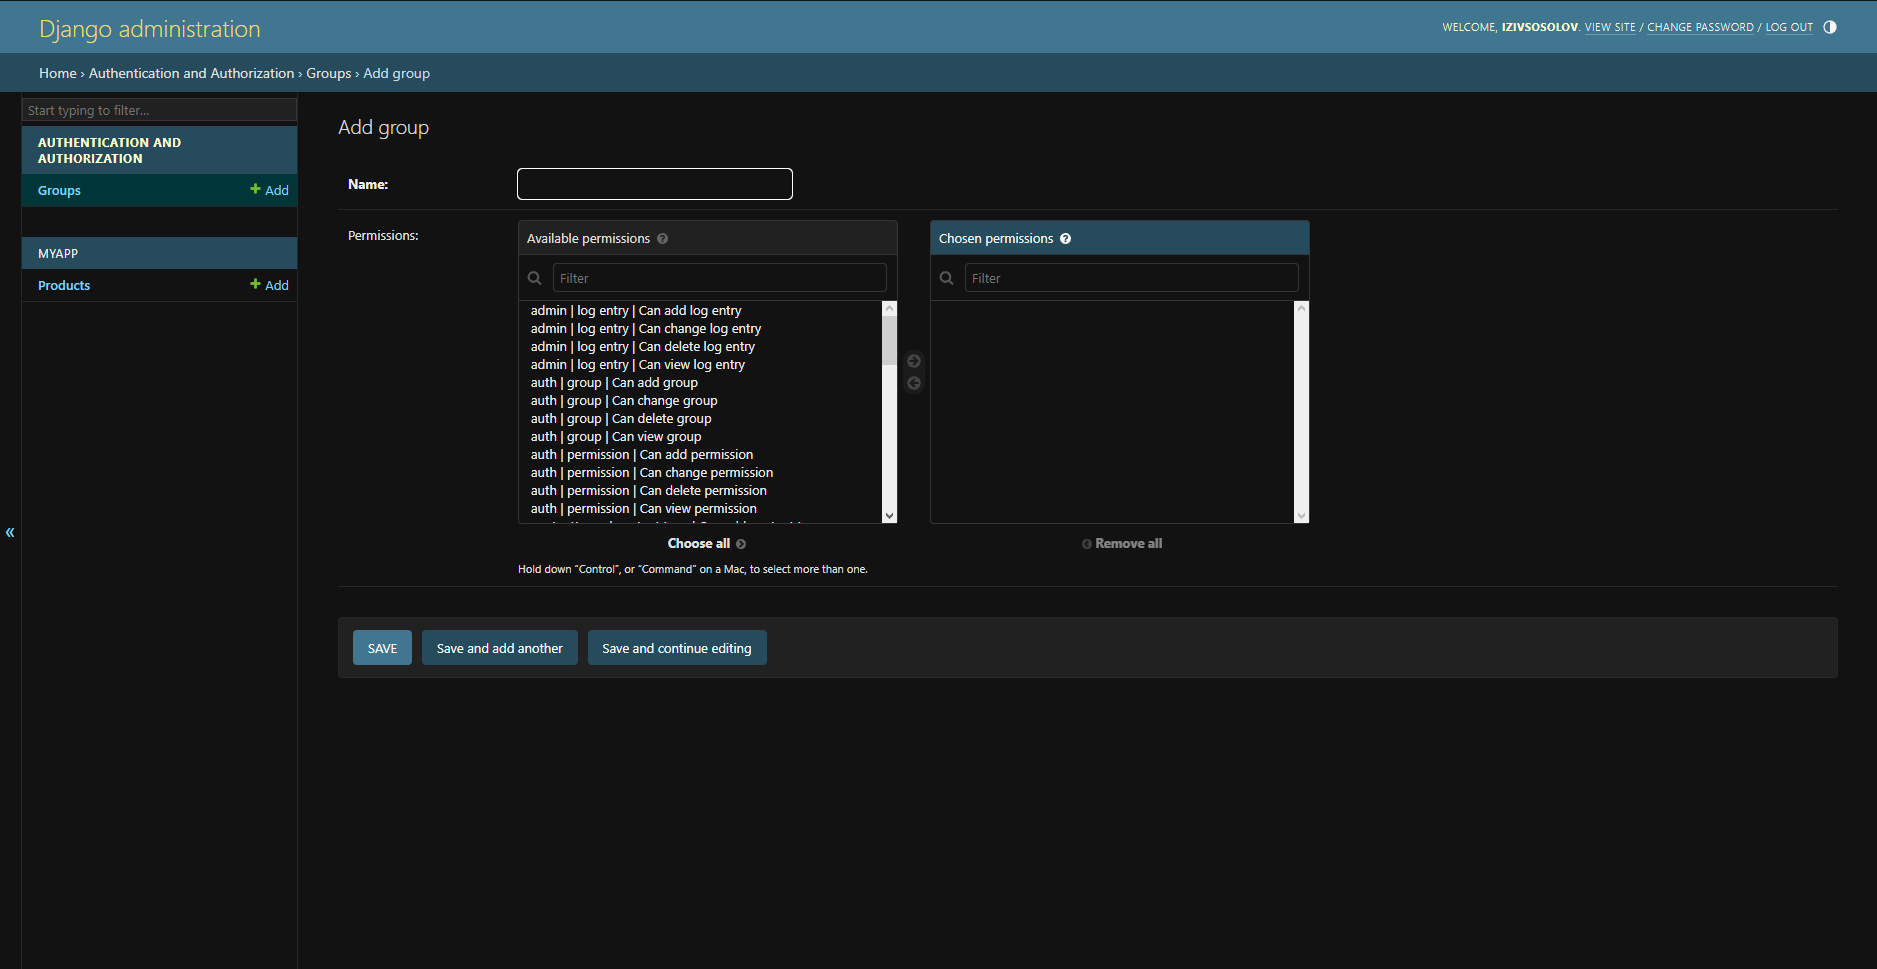 Django administration
WELCOME, IZIVSOSOLOV. VIEW SITE / CHANGE PASSWORD / LOG OUT
Home › Authentication and Authorization › Groups › Add group
Start typing to filter...
AUTHENTICATION AND
AUTHORIZATION
Groups
Add
MYAPP
Products
Add
«
Add group
Name:
Permissions:
Available permissions
Filter
admin | log entry | Can add log entry
admin | log entry | Can change log entry
admin | log entry | Can delete log entry
admin | log entry | Can view log entry
auth | group | Can add group
auth | group | Can change group
auth | group | Can delete group
auth | group | Can view group
auth | permission | Can add permission
auth | permission | Can change permission
auth | permission | Can delete permission
auth | permission | Can view permission
Choose all
Hold down “Control”, or “Command” on a Mac, to select more than one.
Chosen permissions
Filter
Remove all
SAVE
Save and add another
Save and continue editing